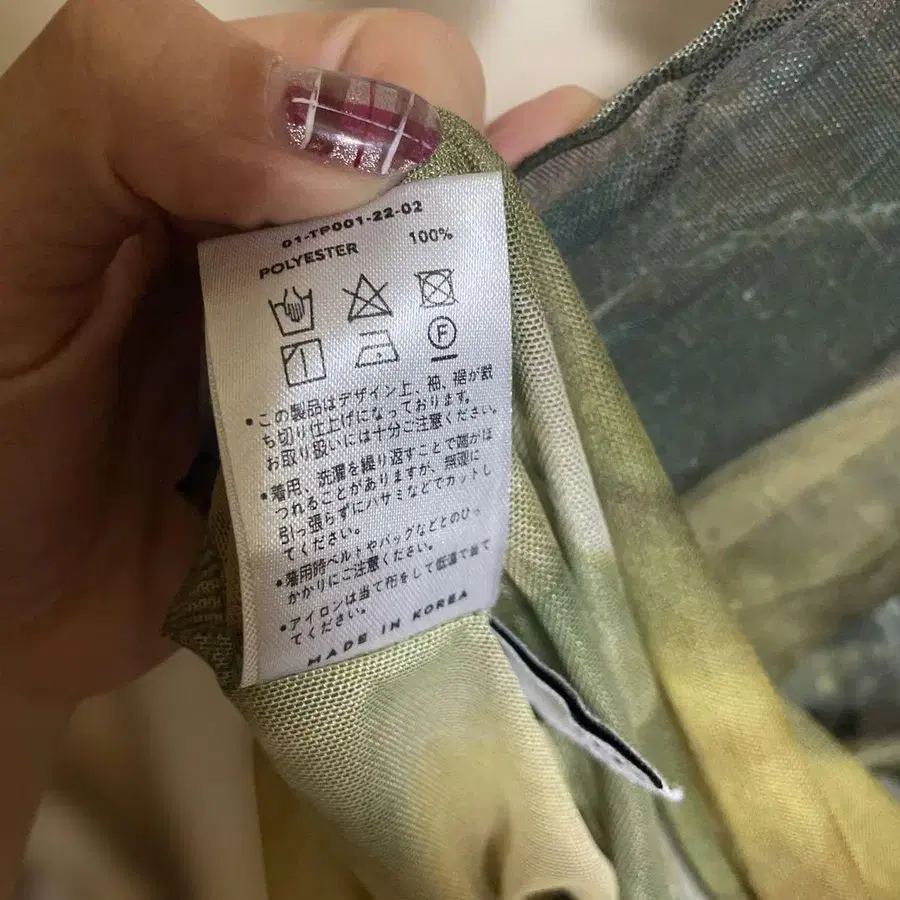 01-TP001-22-02
POLYESTER 100%
F
•この製品はデザイン上、袖、裾が裁
ち切り仕上げになっております。
お取り扱いには十分ご注意ください。
•着用、洗濯を繰り返すことで端がほ
つれることがありますが、無理に
引っ張らずにハサミなどでカットし
てください。
•着用時ベルトやバッグなどとのひっ
かかりにご注意ください。
•アイロンは当て布をして低温で当て
てください。
MADE IN KOREA